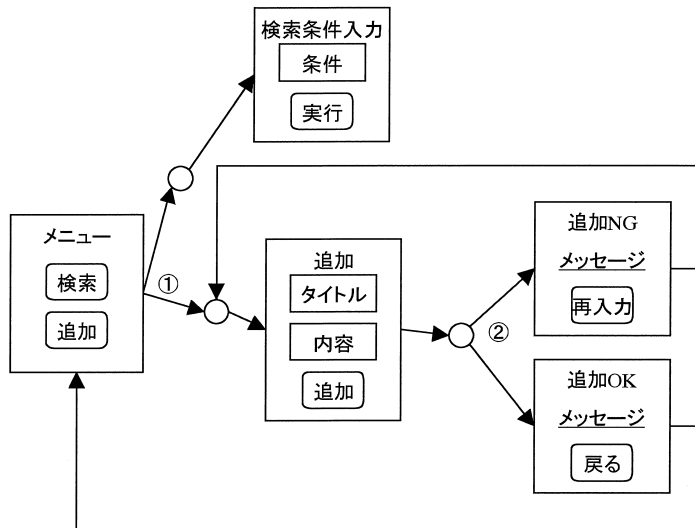 検索条件入力
条件
実行
メニュー
検索
追加
①
追加
タイトル
内容
追加
②
追加NG
メッセージ
再入力
追加OK
メッセージ
戻る